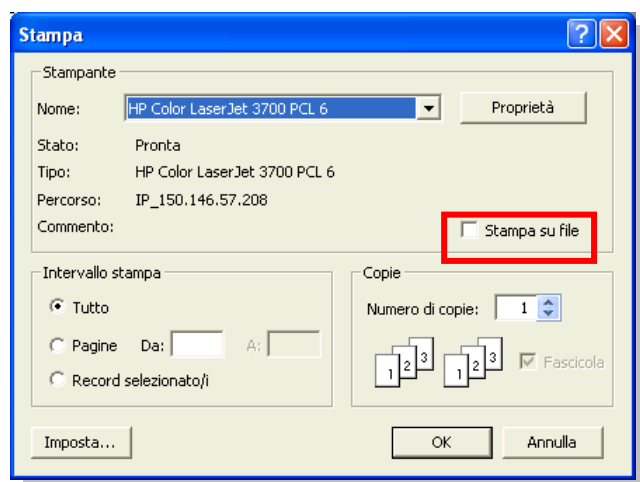 Stampa
Stampante
Nome: HP Color LaserJet 3700 PCL 6 Proprietà
Stato: Pronta
Tipo: HP Color LaserJet 3700 PCL 6
Percorso: IP_150.146.57.208
Commento: Stampa su file
Intervallo stampa
Tutto
Pagine Da: A:
Record selezionato/i
Copie
Numero di copie: 1
1 2 3 1 2 3 Fascicola
Imposta... OK Annulla